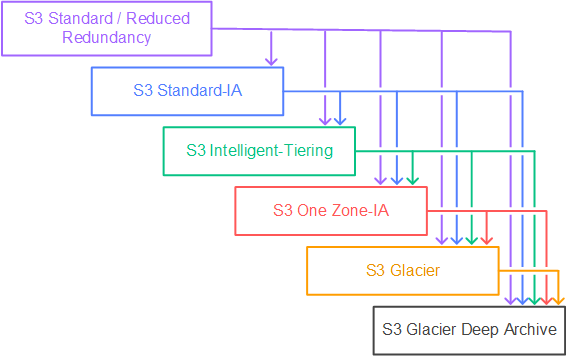 S3 Standard / Reduced
Redundancy
S3 Standard-IA
S3 Intelligent-Tiering
S3 One Zone-IA
S3 Glacier
S3 Glacier Deep Archive